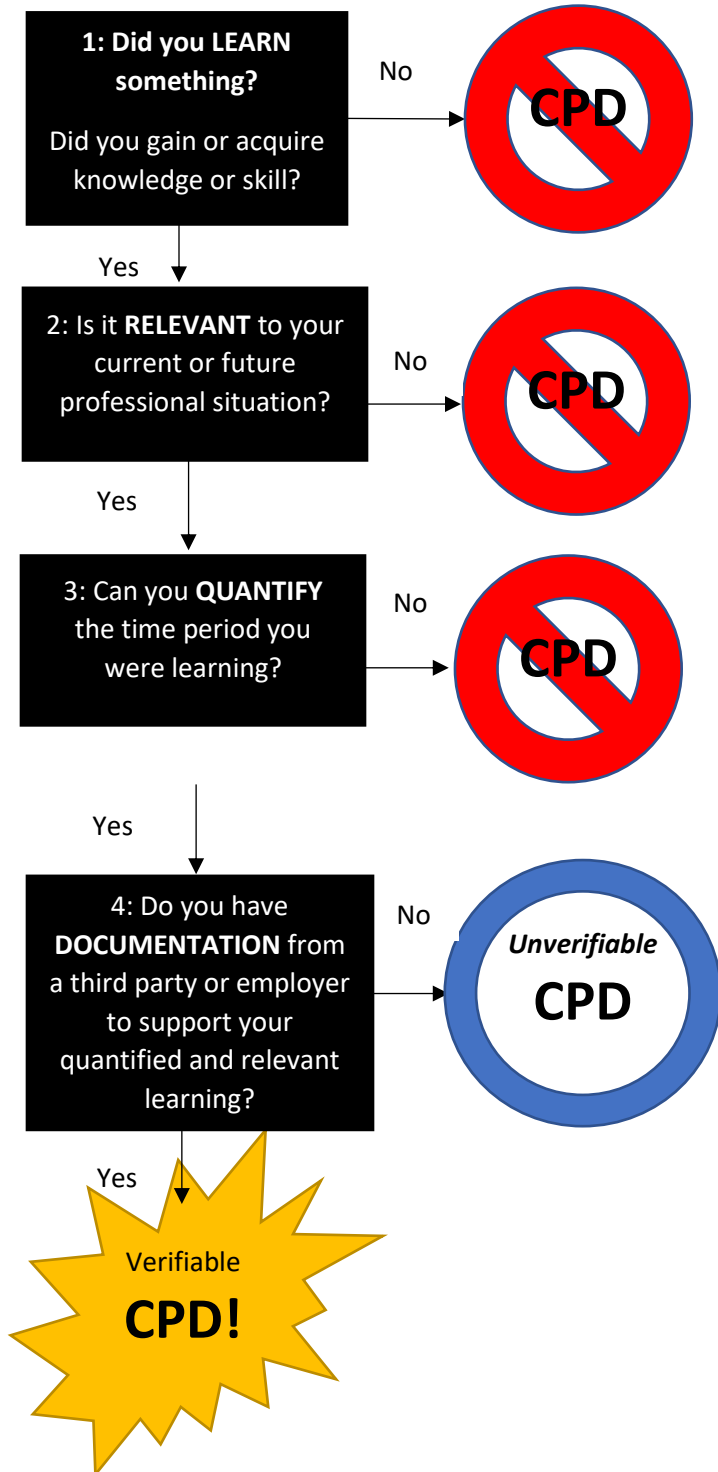 1: Did you LEARN
something?
Did you gain or acquire
knowledge or skill?
No
CPD
Yes
2: Is it RELEVANT to your
current or future
professional situation?
No
CPD
Yes
3: Can you QUANTIFY
the time period you
were learning?
No
CPD
Yes
4: Do you have
DOCUMENTATION from
a third party or employer
to support your
quantified and relevant
learning?
No
Unverifiable
CPD
Yes
Verifiable
CPD!